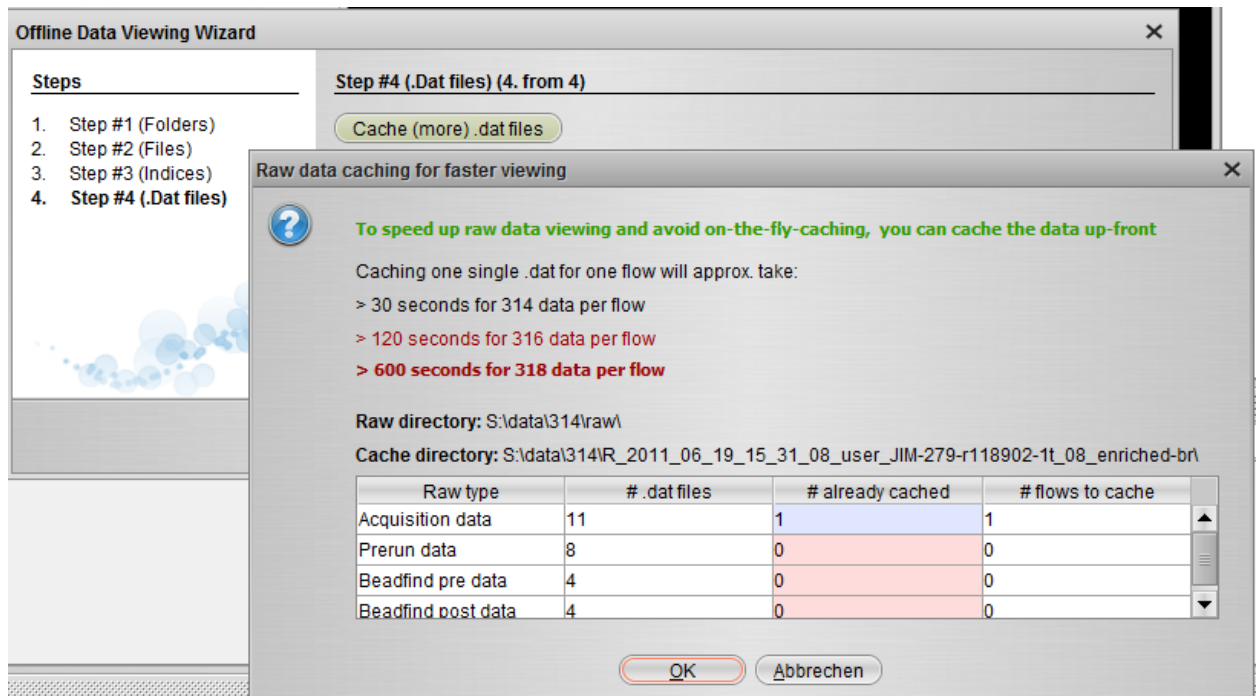 Offline Data Viewing Wizard
Steps
1. Step #1 (Folders)
2. Step #2 (Files)
3. Step #3 (Indices)
4. Step #4 (.Dat files)
Step #4 (.Dat files) (4. from 4)
Cache (more) .dat files
Raw data caching for faster viewing
To speed up raw data viewing and avoid on-the-fly-caching, you can cache the data up-front
Caching one single .dat for one flow will approx. take:
> 30 seconds for 314 data per flow
> 120 seconds for 316 data per flow
> 600 seconds for 318 data per flow
Raw directory: S:\data\314\raw\
Cache directory: S:\data\314\R_2011_06_19_15_31_08_user_JIM-279-r118902-1t_08_enriched-br\
Raw type # .dat files # already cached # flows to cache
Acquisition data 11 1 1
Prerun data 8 0 0
Beadfind pre data 4 0 0
Beadfind post data 4 0 0
OK Abbrechen